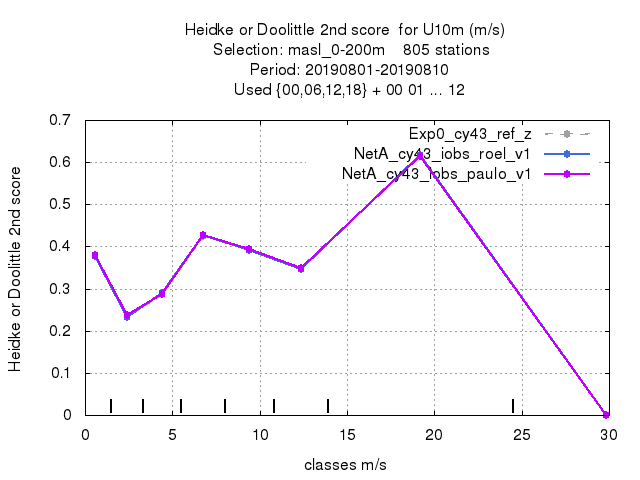 Heidke or Doolittle 2nd score  for U10m (m/s)
Selection: masl_0-200m    805 stations
Period: 20190801-20190810
Used {00,06,12,18} + 00 01 ... 12
0.7
0.6
0.5
0.4
0.3
0.2
0.1
0
Heidke or Doolittle 2nd score
Exp0_cy43_ref_z
NetA_cy43_iobs_roel_v1
NetA_cy43_iobs_paulo_v1
0 5 10 15 20 25 30
classes m/s